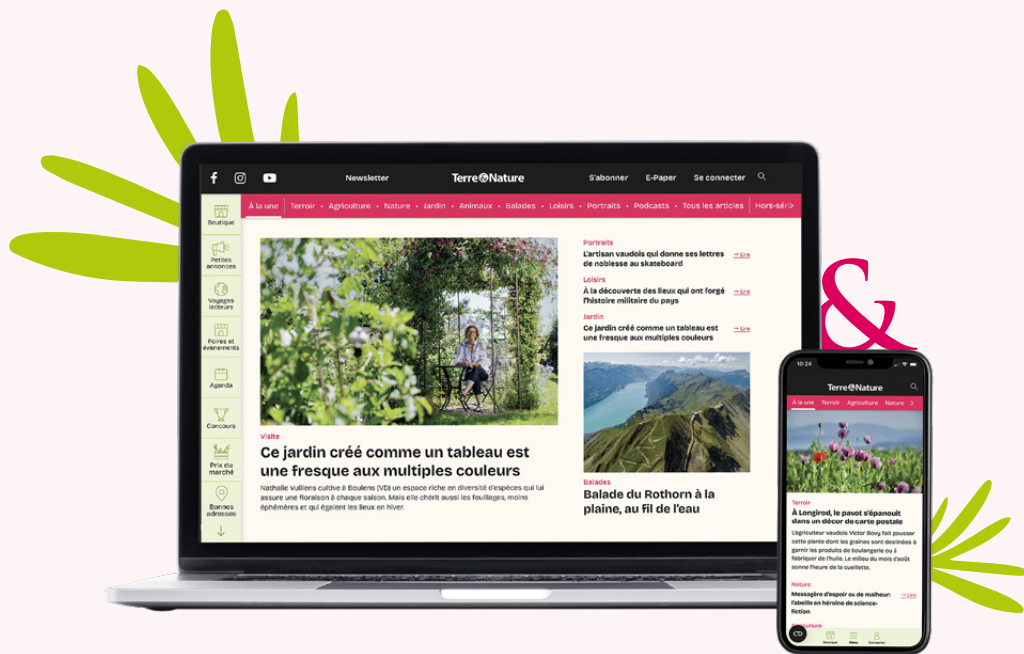 Newsletter
Terre&Nature
S'abonner
E-Paper
Se connecter
À la une
Terroir • Agriculture • Nature • Jardin • Animaux • Balades • Loisirs • Portraits • Podcasts • Tous les articles
Hors-série
Boutique
Petites
annonces
Voyages
lecteurs
Foires et
évènements
Agenda
Concours
Prix du
marché
Bonnes
adresses
Visite
Ce jardin créé comme un tableau est
une fresque aux multiples couleurs
Nathalie Vulliens cultive à Boulens (VD) un espace riche en diversité d'espèces qui lui
assure une floraison à chaque saison. Mais elle chérit aussi les feuillages, moins
éphémères et qui égaient les lieux en hiver.
Portraits
L'artisan vaudois qui donne ses lettres
de noblesse au skateboard
→ Lire
Loisirs
À la découverte des lieux qui ont forgé
l'histoire militaire du pays
→ Lire
Jardin
Ce jardin créé comme un tableau est
une fresque aux multiples couleurs
→ Lire
Balades
Balade du Rothorn à la
plaine, au fil de l'eau
&
10:24
Terre&Nature
À la une Terroir Agriculture Nature
Terroir
À Longirod, le pavot s'épanouit
dans un décor de carte postale
L'agriculteur vaudois Victor Bovy fait pousser
cette plante dont les graines sont destinées à
garnir les produits de boulangerie ou à
fabriquer de l'huile. Le milieu du mois d'août
sonne l'heure de la cueillette.
Nature
Messagère d'espoir ou de malheur:
l'abeille en héroïne de science-
fiction
→ Lire
Agriculture
Boutique
Menu
Connexion